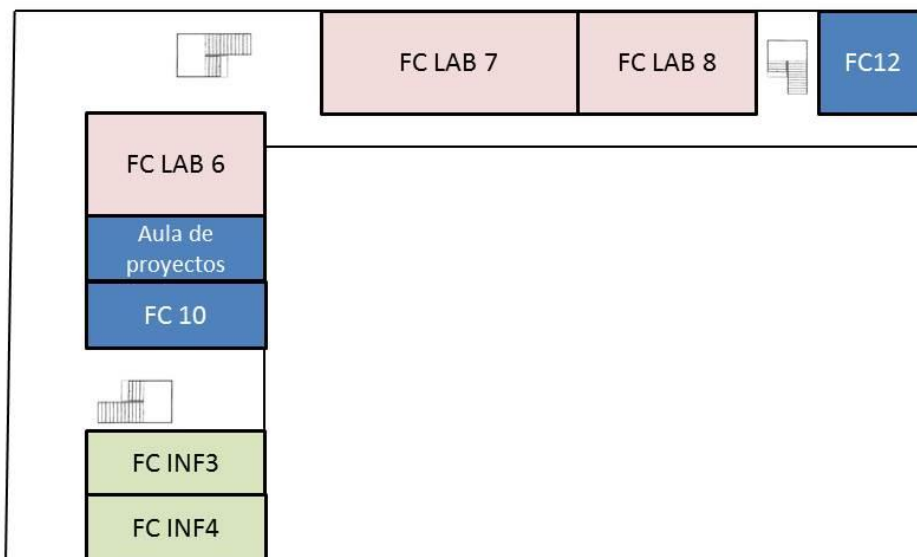 FC LAB 7
FC LAB 8
FC12
FC LAB 6
Aula de
proyectos
FC 10
FC INF3
FC INF4